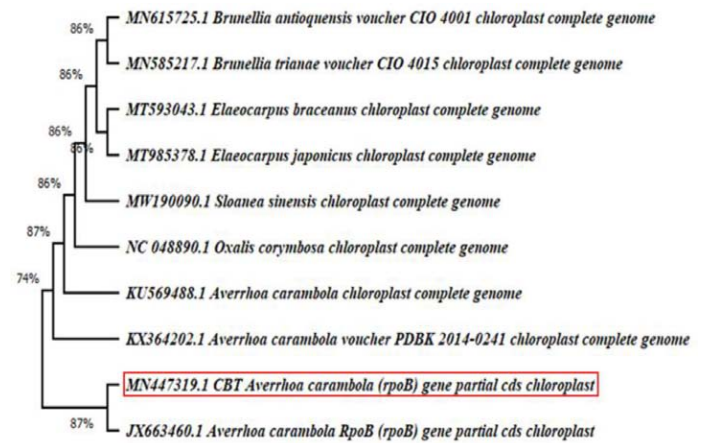 86%
MN615725.1 Brunellia antioquensis voucher CIO 4001 chloroplast complete genome
86%
MN585217.1 Brunellia trianae voucher CIO 4015 chloroplast complete genome
MT593043.1 Elaeocarpus braceanus chloroplast complete genome
86%
86%
MT985378.1 Elaeocarpus japonicus chloroplast complete genome
86%
MW190090.1 Sloanea sinensis chloroplast complete genome
87%
NC 048890.1 Oxalis corymbosa chloroplast complete genome
74%
KU569488.1 Averrhoa carambola chloroplast complete genome
KX364202.1 Averrhoa carambola voucher PDBK 2014-0241 chloroplast complete genome
MN447319.1 CBT Averrhoa carambola (rpoB) gene partial cds chloroplast
87%
JX663460.1 Averrhoa carambola RpoB (rpoB) gene partial cds chloroplast